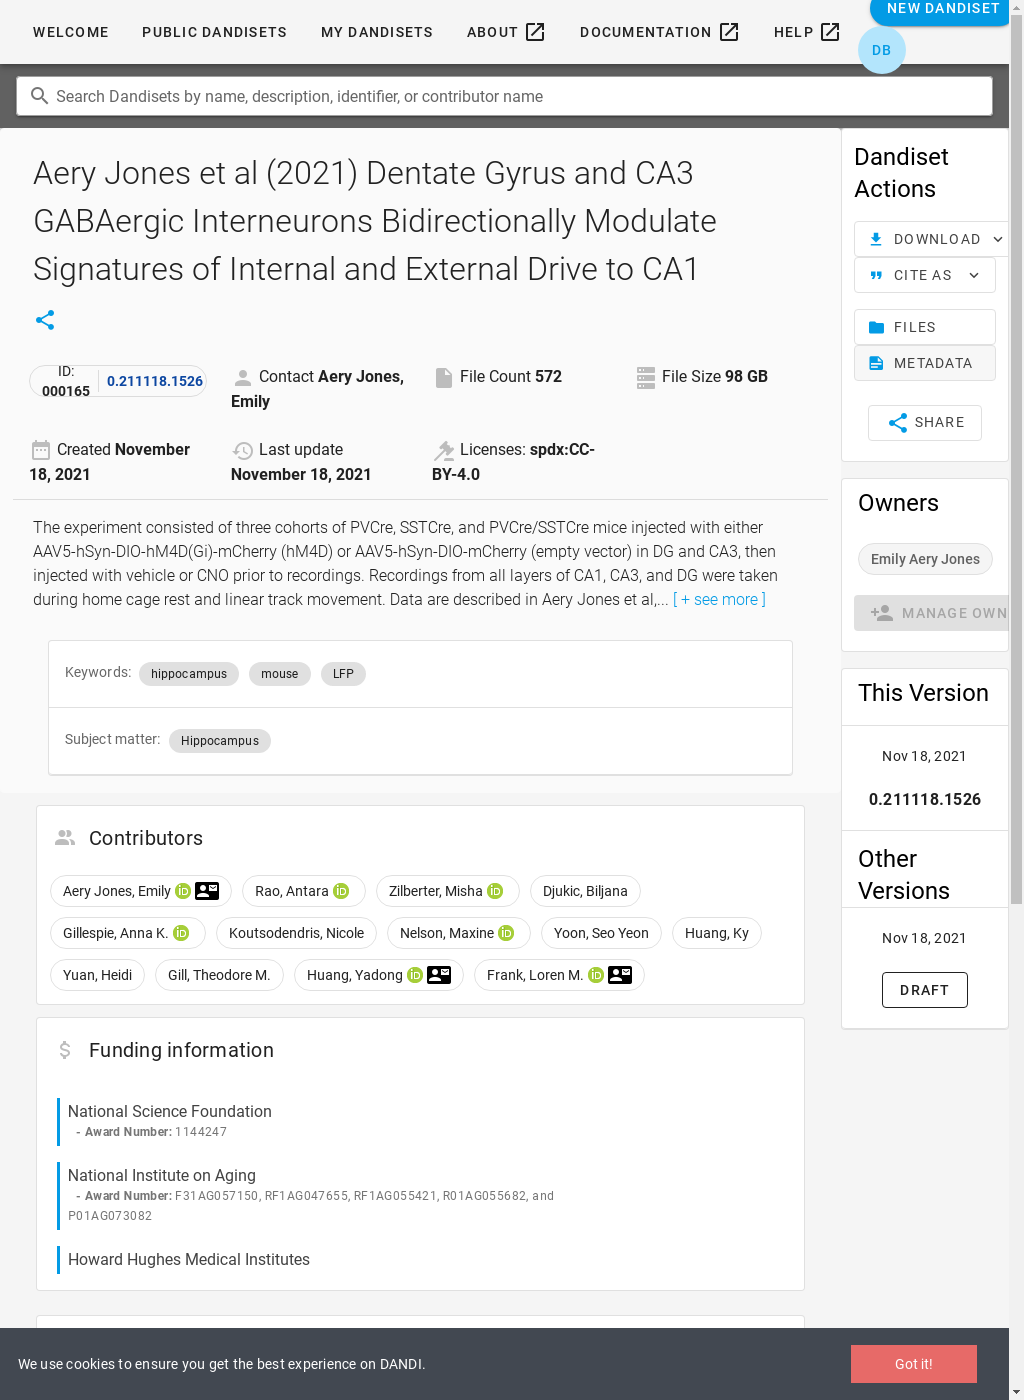 WELCOME PUBLIC DANDISETS MY DANDISETS ABOUT DOCUMENTATION HELP NEW DANDISET
DB
Search Dandisets by name, description, identifier, or contributor name
Aery Jones et al (2021) Dentate Gyrus and CA3
GABAergic Interneurons Bidirectionally Modulate
Signatures of Internal and External Drive to CA1
ID:
000165
0.211118.1526
Contact Aery Jones,
Emily
File Count 572
File Size 98 GB
Created November
18, 2021
Last update
November 18, 2021
Licenses: spdx:CC-
BY-4.0
The experiment consisted of three cohorts of PVCre, SSTCre, and PVCre/SSTCre mice injected with either
AAV5-hSyn-DIO-hM4D(Gi)-mCherry (hM4D) or AAV5-hSyn-DIO-mCherry (empty vector) in DG and CA3, then
injected with vehicle or CNO prior to recordings. Recordings from all layers of CA1, CA3, and DG were taken
during home cage rest and linear track movement. Data are described in Aery Jones et al,... [ + see more ]
Keywords: hippocampus mouse LFP
Subject matter: Hippocampus
Contributors
Aery Jones, Emily iD Rao, Antara iD Zilberter, Misha iD Djukic, Biljana
Gillespie, Anna K. iD Koutsodendris, Nicole Nelson, Maxine iD Yoon, Seo Yeon Huang, Ky
Yuan, Heidi Gill, Theodore M. Huang, Yadong iD Frank, Loren M. iD
Funding information
National Science Foundation
- Award Number: 1144247
National Institute on Aging
- Award Number: F31AG057150, RF1AG047655, RF1AG055421, R01AG055682, and
P01AG073082
Howard Hughes Medical Institutes
Dandiset
Actions
DOWNLOAD
CITE AS
FILES
METADATA
SHARE
Owners
Emily Aery Jones
MANAGE OWN
This Version
Nov 18, 2021
0.211118.1526
Other
Versions
Nov 18, 2021
DRAFT
We use cookies to ensure you get the best experience on DANDI.
Got it!